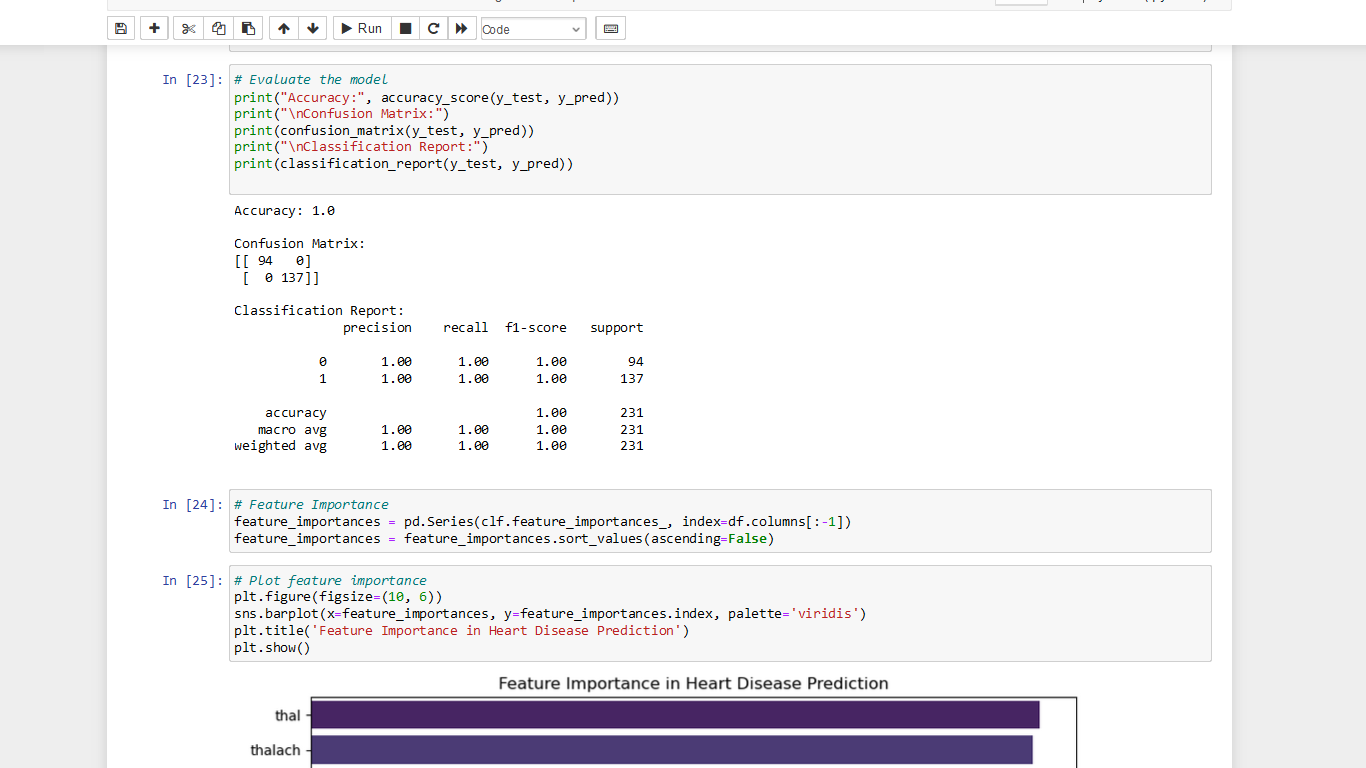 Run
Code
In [23]:
# Evaluate the model
print("Accuracy:", accuracy_score(y_test, y_pred))
print("\nConfusion Matrix:")
print(confusion_matrix(y_test, y_pred))
print("\nClassification Report:")
print(classification_report(y_test, y_pred))
Accuracy: 1.0
Confusion Matrix:
[[ 94   0]
 [  0 137]]
Classification Report:
              precision    recall  f1-score   support
           0       1.00      1.00      1.00        94
           1       1.00      1.00      1.00       137
    accuracy                           1.00       231
   macro avg       1.00      1.00      1.00       231
weighted avg       1.00      1.00      1.00       231
In [24]:
# Feature Importance
feature_importances = pd.Series(clf.feature_importances_, index=df.columns[:-1])
feature_importances = feature_importances.sort_values(ascending=False)
In [25]:
# Plot feature importance
plt.figure(figsize=(10, 6))
sns.barplot(x=feature_importances, y=feature_importances.index, palette='viridis')
plt.title('Feature Importance in Heart Disease Prediction')
plt.show()
Feature Importance in Heart Disease Prediction
thal
thalach